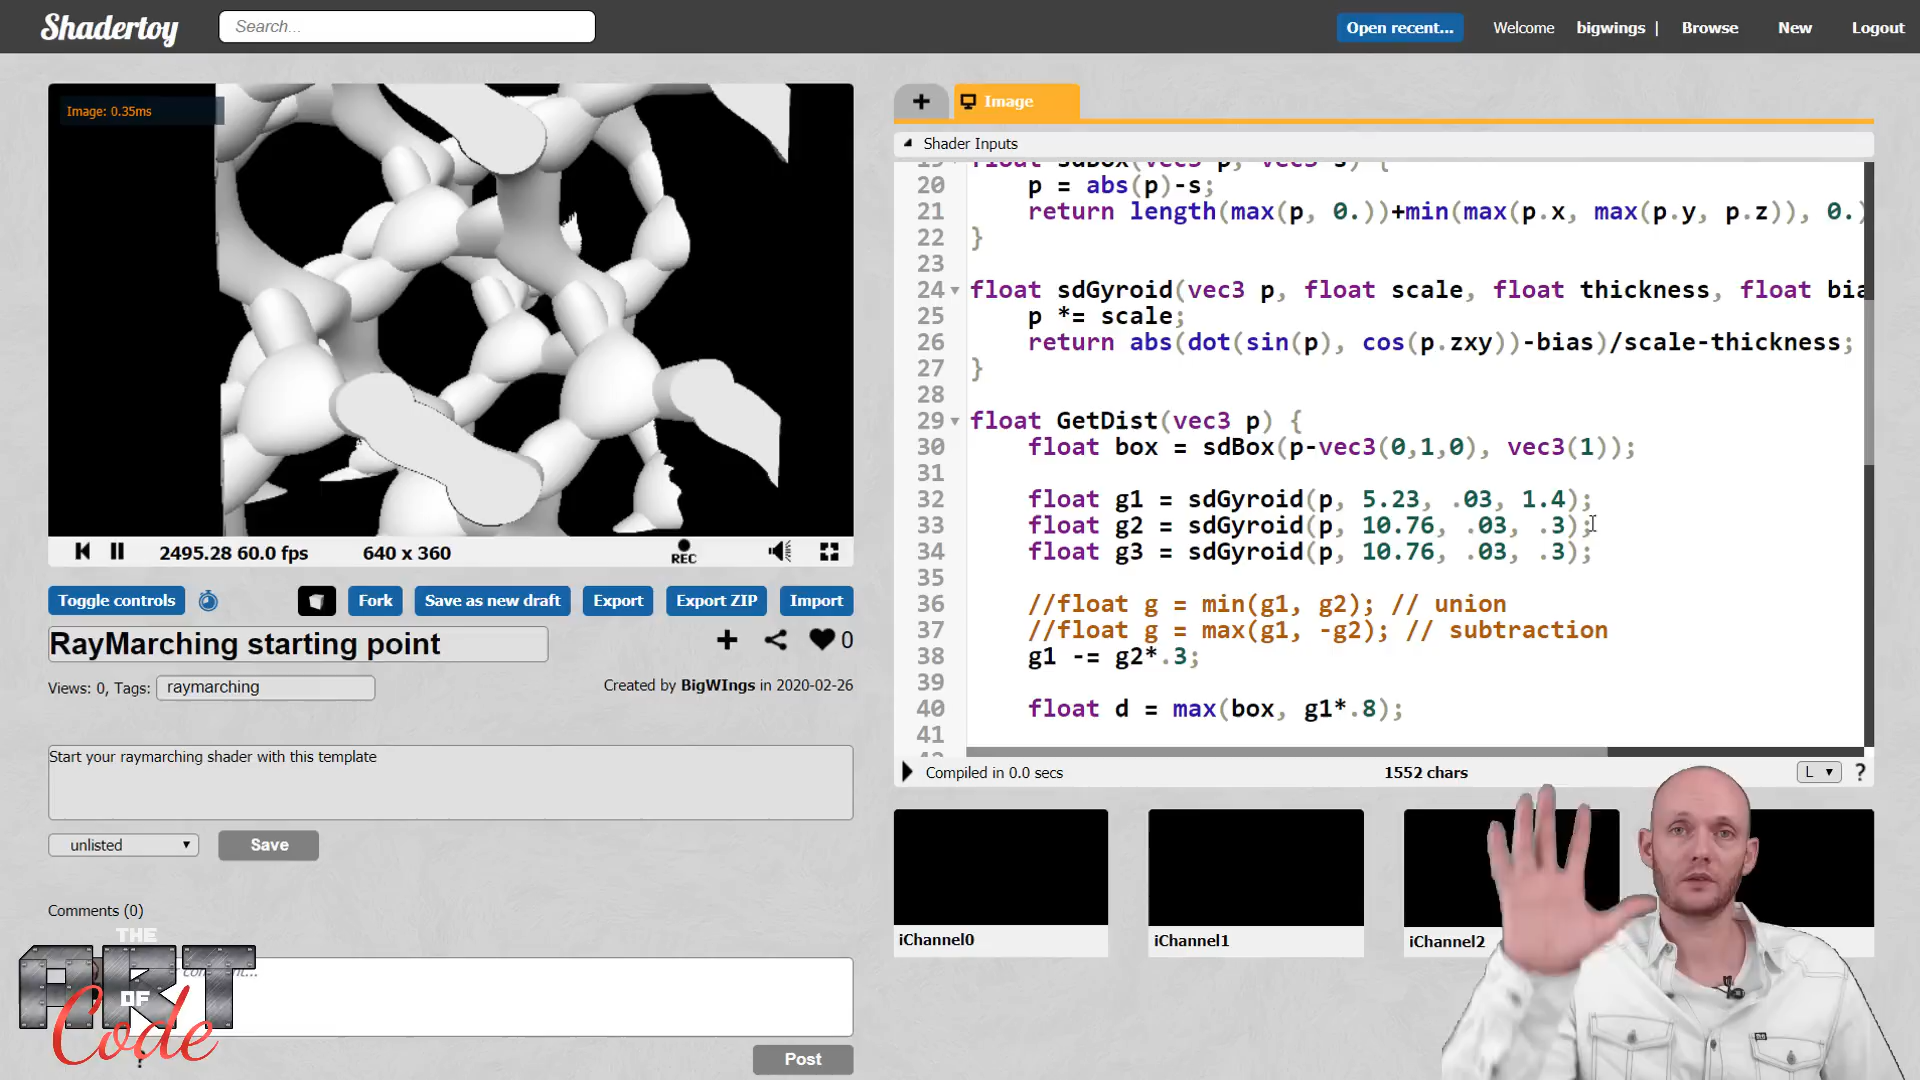 Shadertoy
Search...
Open recent...
Welcome bigwings |
Browse
New
Logout
Image: 0.35ms
+
Image
Shader Inputs
20 p = abs(p)-s;
21 return length(max(p, 0.))+min(max(p.x, max(p.y, p.z)), 0.)
22 }
23
24 float sdGyroid(vec3 p, float scale, float thickness, float bia
25 p *= scale;
26 return abs(dot(sin(p), cos(p.zxy))-bias)/scale-thickness;
27 }
28
29 float GetDist(vec3 p) {
30 float box = sdBox(p-vec3(0,1,0), vec3(1));
31
32 float g1 = sdGyroid(p, 5.23, .03, 1.4);
33 float g2 = sdGyroid(p, 10.76, .03, .3);
34 float g3 = sdGyroid(p, 10.76, .03, .3);
35
36 //float g = min(g1, g2); // union
37 //float g = max(g1, -g2); // subtraction
38 g1 -= g2*.3;
39
40 float d = max(box, g1*.8);
41
Compiled in 0.0 secs
1552 chars
L
?
2495.28 60.0 fps
640 x 360
REC
Toggle controls
Fork
Save as new draft
Export
Export ZIP
Import
RayMarching starting point
0
Views: 0, Tags: raymarching
Created by BigWIngs in 2020-02-26
Start your raymarching shader with this template
unlisted
Save
Comments (0)
THE
ART
OF
Code
Post
iChannel0
iChannel1
iChannel2